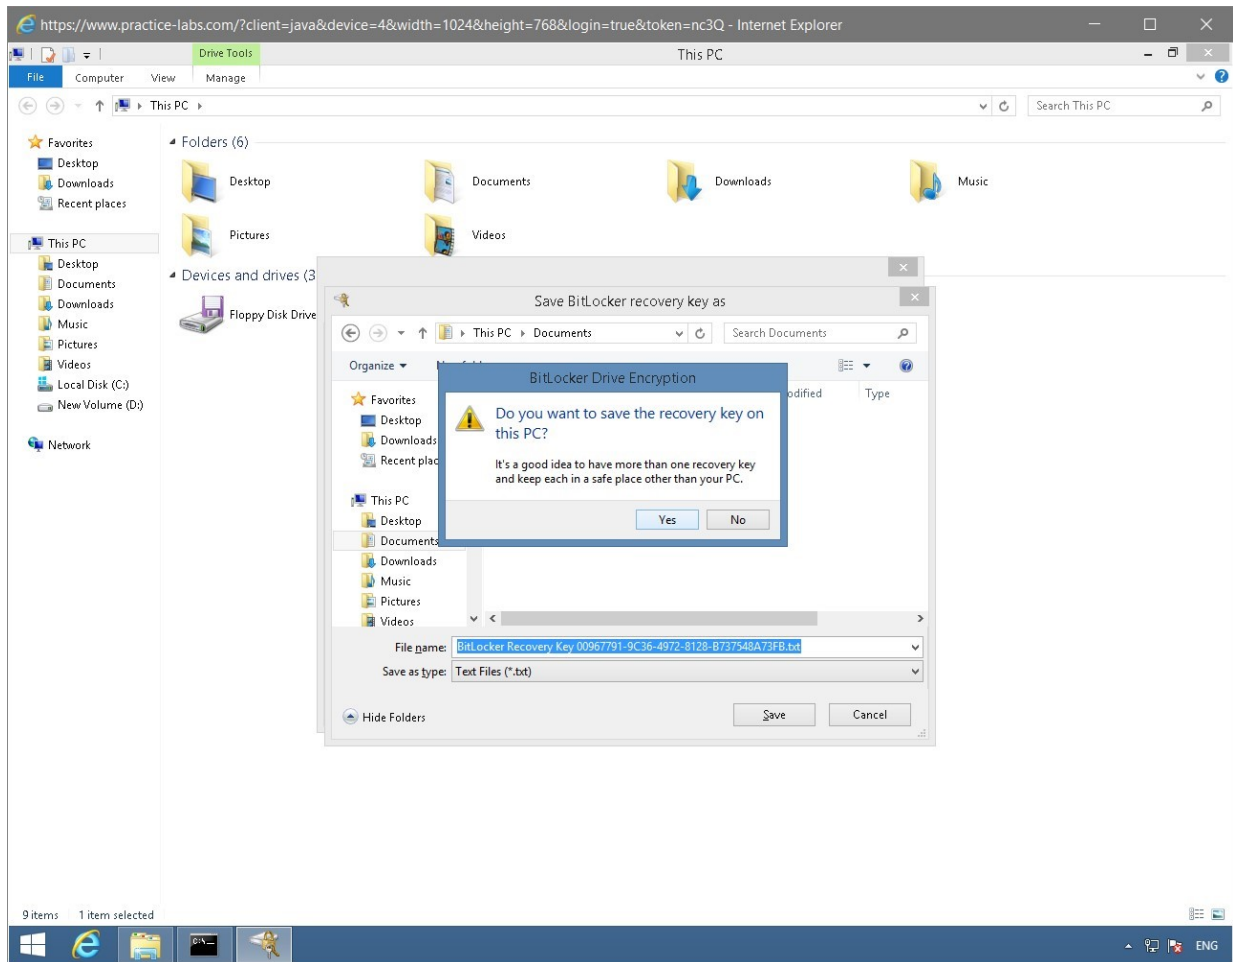 https://www.practice-labs.com/?client=java&device=4&width=1024&height=768&login=true&token=nc3Q - Internet Explorer
Drive Tools
This PC
File
Computer
View
Manage
This PC
Search This PC
Favorites
Desktop
Downloads
Recent places
This PC
Desktop
Documents
Downloads
Music
Pictures
Videos
Local Disk (C:)
New Volume (D:)
Network
Folders (6)
Desktop
Documents
Downloads
Music
Pictures
Videos
Devices and drives (3
Floppy Disk Drive
Save BitLocker recovery key as
This PC
Documents
Search Documents
Organize
Type
Favorites
Desktop
Downloads
Recent plac
This PC
Desktop
Documents
Downloads
Music
Pictures
Videos
BitLocker Drive Encryption
Do you want to save the recovery key on
this PC?
It's a good idea to have more than one recovery key
and keep each in a safe place other than your PC.
Yes
No
File name:
BitLocker Recovery Key 00967791-9C36-4972-8128-B737548A73FB.txt
Save as type:
Text Files (*.txt)
Hide Folders
Save
Cancel
9 items
1 item selected
ENG